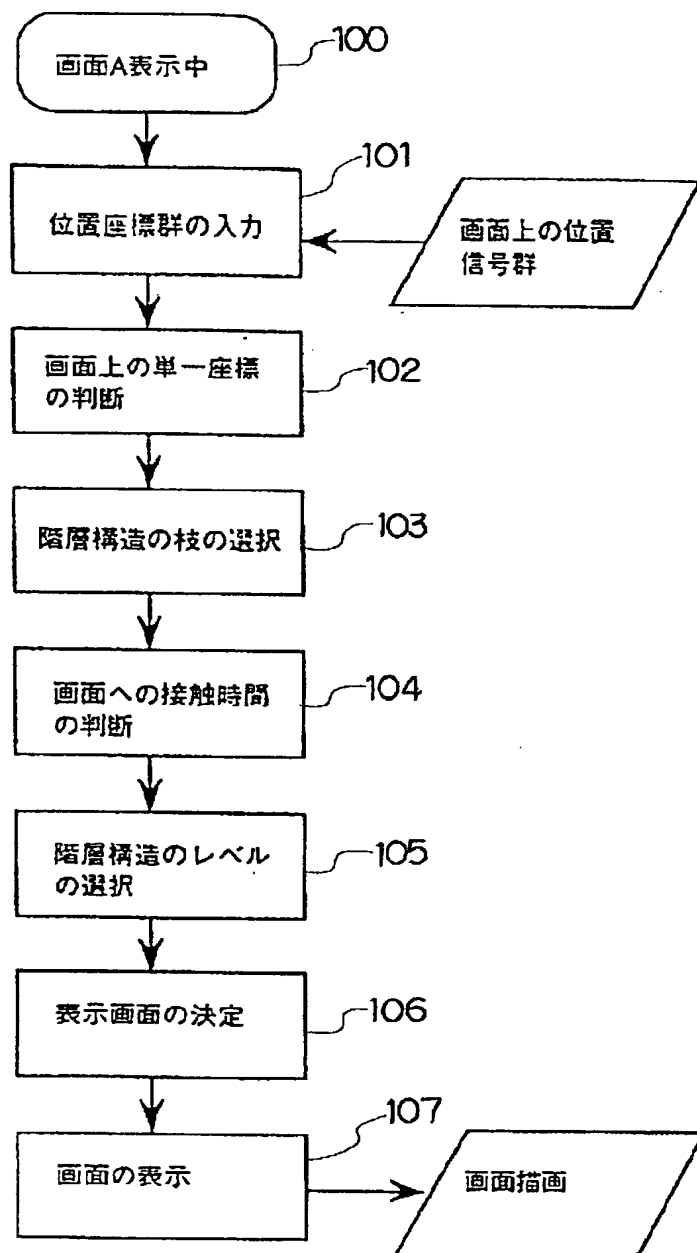 100
画面A表示中
101
位置座標群の入力
画面上の位置
信号群
画面上の単一座標
の判断
102
階層構造の枝の選択
103
画面への接触時間
の判断
104
階層構造のレベル
の選択
105
表示画面の決定
106
107
画面の表示
画面描画